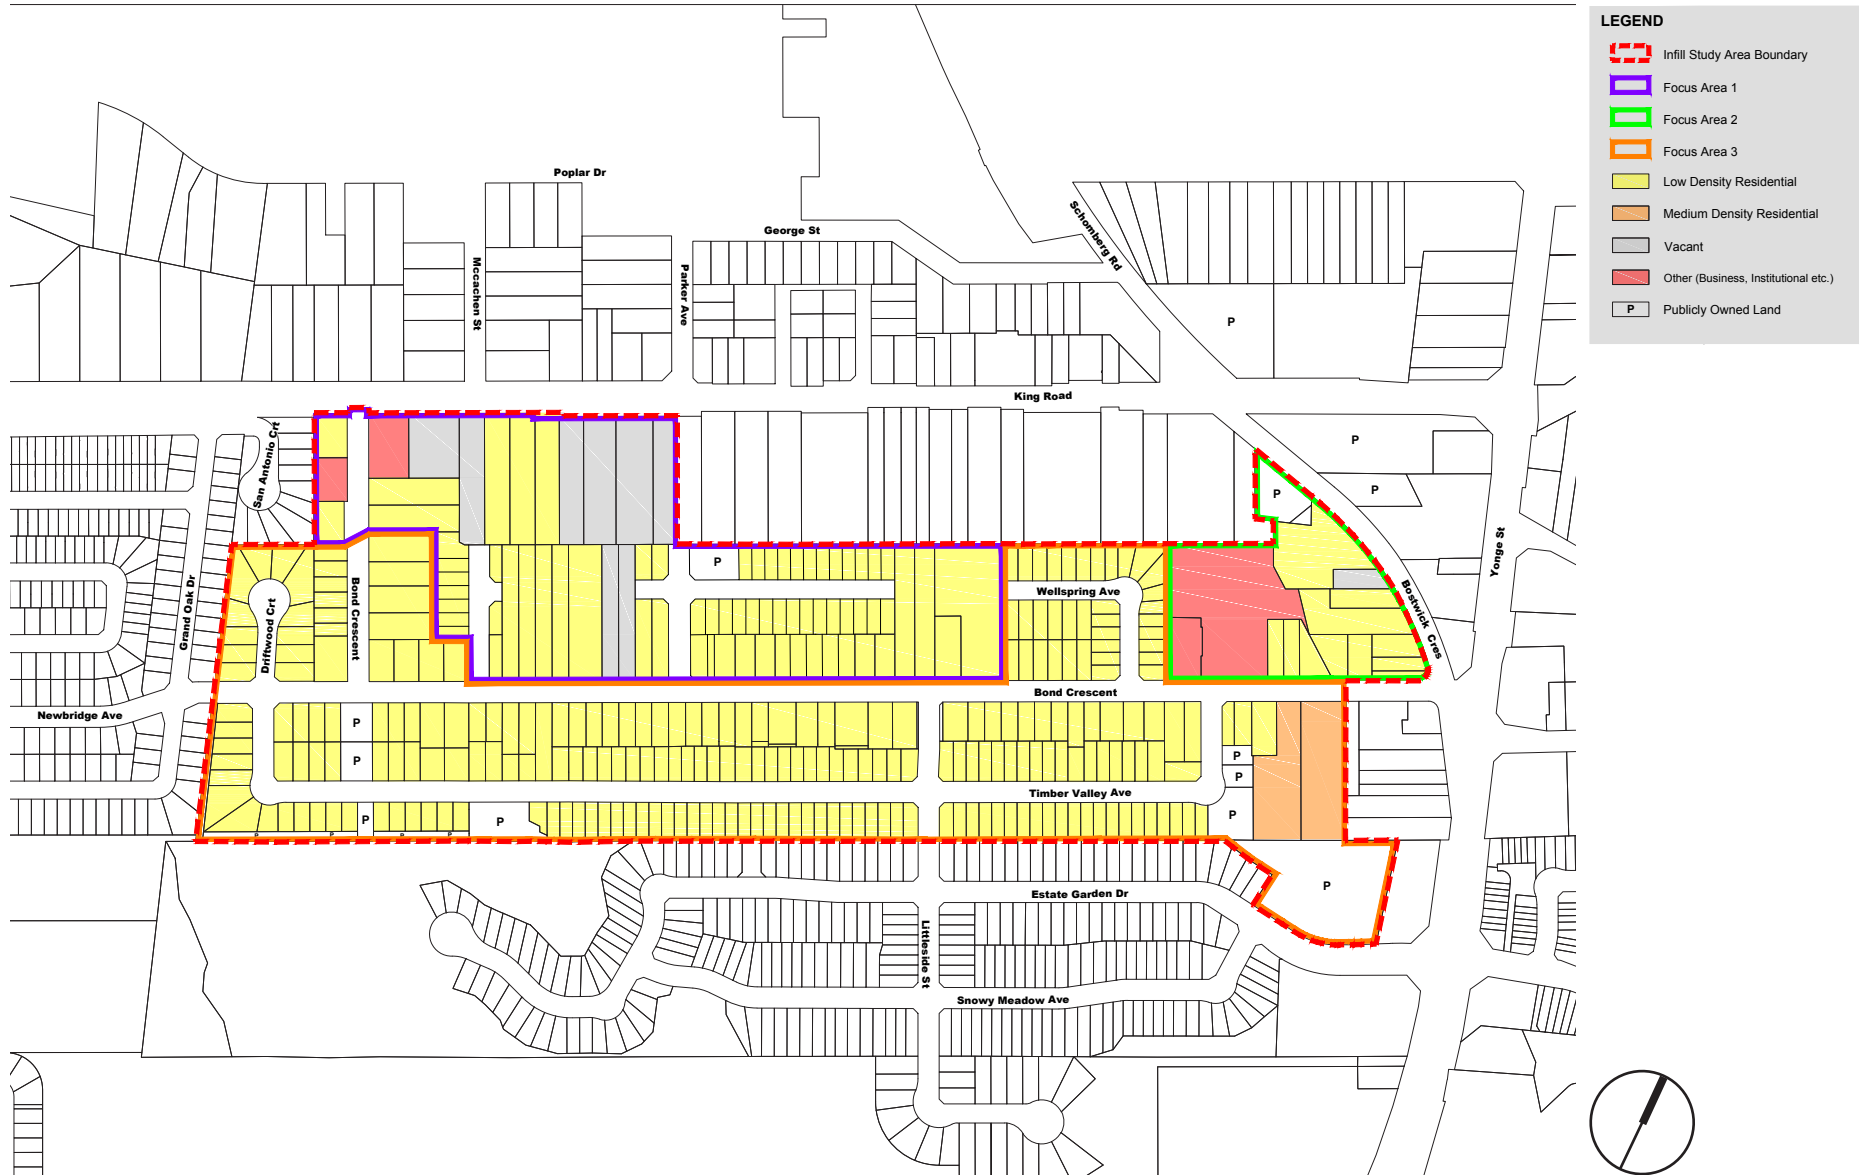 LEGEND
Infill Study Area Boundary
Focus Area 1
Focus Area 2
Focus Area 3
Low Density Residential
Medium Density Residential
Vacant
Other (Business, Institutional etc.)
P Publicly Owned Land
Poplar Dr
George St
Schomberg Rd
Mccachen St
Parker Ave
P
King Road
San Antonio Crt
P
P
P
Yonge St
P
Wellspring Ave
Grand Oak Dr
Driftwood Crt
Bond Crescent
Bostwick Cres
Bond Crescent
Newbridge Ave
P
P
P
P
Timber Valley Ave
P
P
P
P
P
P
P
P
Estate Garden Dr
Littleside St
Snowy Meadow Ave